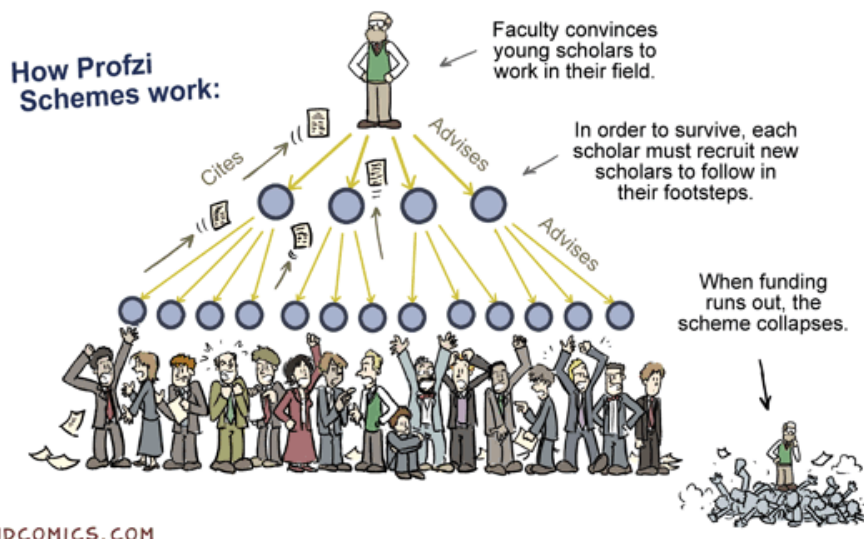 How Profzi
Schemes work:
Faculty convinces
young scholars to
work in their field.
Cites
Advises
In order to survive, each
scholar must recruit new
scholars to follow in
their footsteps.
Advises
When funding
runs out, the
scheme collapses.
DCOMICS.COM